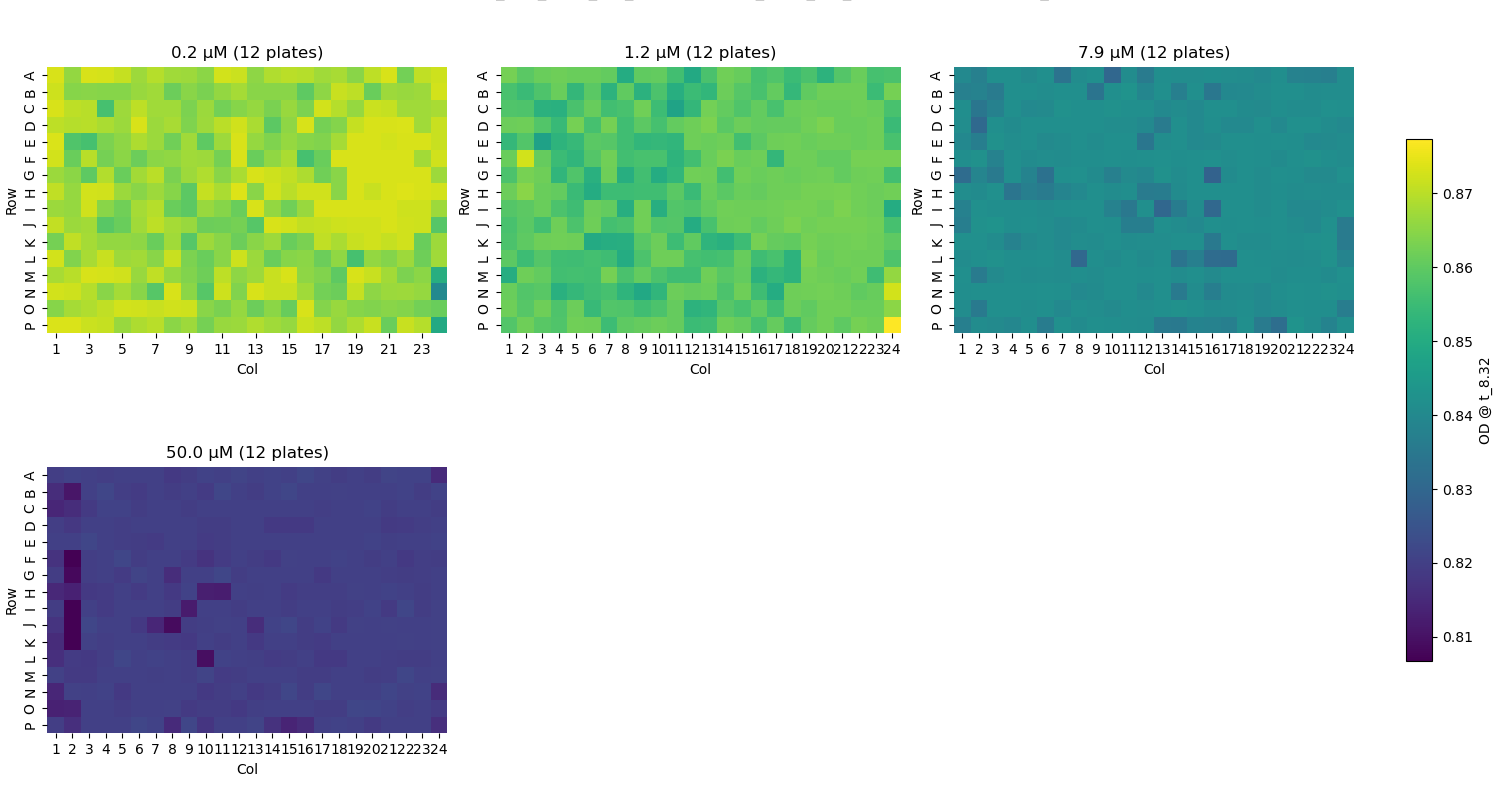 0.2 µM (12 plates)
1.2 µM (12 plates)
7.9 µM (12 plates)
Row
A B C D E F G H I J K L M N O P
1 3 5 7 9 11 13 15 17 19 21 23
Col
Row
A B C D E F G H I J K L M N O P
1 2 3 4 5 6 7 8 9 10 11 12 13 14 15 16 17 18 19 20 21 22 23 24
Col
Row
A B C D E F G H I J K L M N O P
1 2 3 4 5 6 7 8 9 10 11 12 13 14 15 16 17 18 19 20 21 22 23 24
Col
50.0 µM (12 plates)
Row
A B C D E F G H I J K L M N O P
1 2 3 4 5 6 7 8 9 10 11 12 13 14 15 16 17 18 19 20 21 22 23 24
Col
0.87
0.86
0.85
0.84
0.83
0.82
0.81
OD @ t_8.32